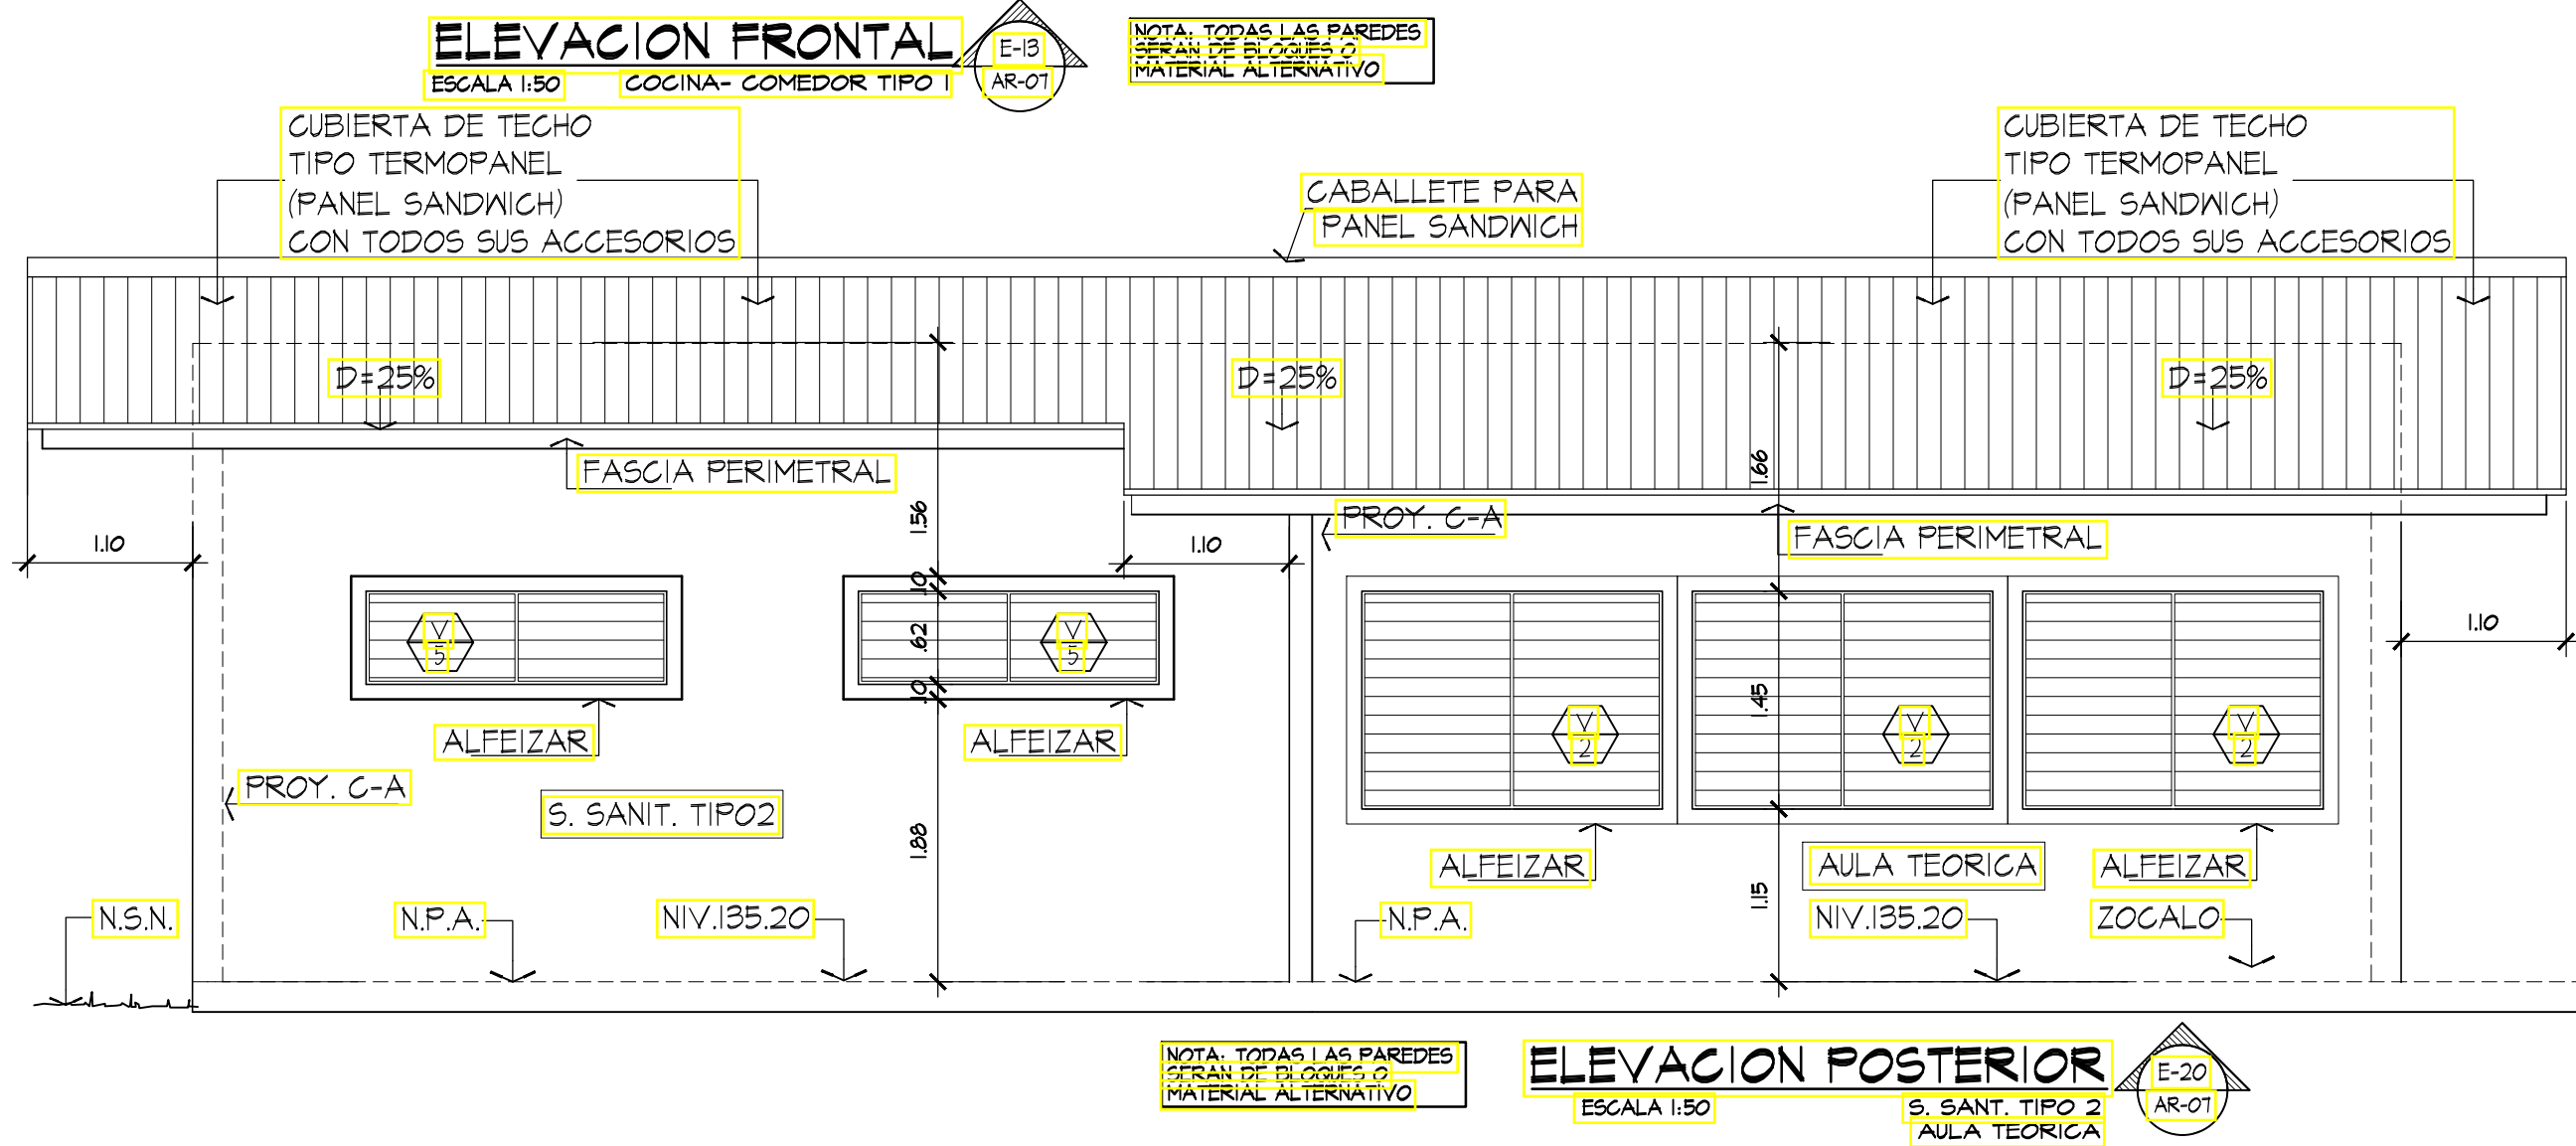 ELEVACION FRONTAL
ESCALA 1:50
COCINA- COMEDOR TIPO 1
E-13
AR-07
NOTA: TODAS LAS PAREDES
SERAN DE BLOQUES O
MATERIAL ALTERNATIVO
CUBIERTA DE TECHO
TIPO TERMOPANEL
(PANEL SANDWICH)
CON TODOS SUS ACCESORIOS
CABALLETE PARA
PANEL SANDWICH
CUBIERTA DE TECHO
TIPO TERMOPANEL
(PANEL SANDWICH)
CON TODOS SUS ACCESORIOS
D=25%
D=25%
D=25%
FASCIA PERIMETRAL
1.56
1.66
PROY. C-A
FASCIA PERIMETRAL
1.10
1.10
1.10
.10
.62
.10
V
5
V
5
1.45
V
2
V
2
V
2
ALFEIZAR
ALFEIZAR
PROY. C-A
S. SANIT. TIPO2
1.88
ALFEIZAR
AULA TEORICA
ALFEIZAR
1.15
N.S.N.
N.P.A.
NIV.135.20
N.P.A.
NIV.135.20
ZOCALO
NOTA: TODAS LAS PAREDES
SERAN DE BLOQUES O
MATERIAL ALTERNATIVO
ELEVACION POSTERIOR
ESCALA 1:50
S. SANT. TIPO 2
AULA TEORICA
E-20
AR-07